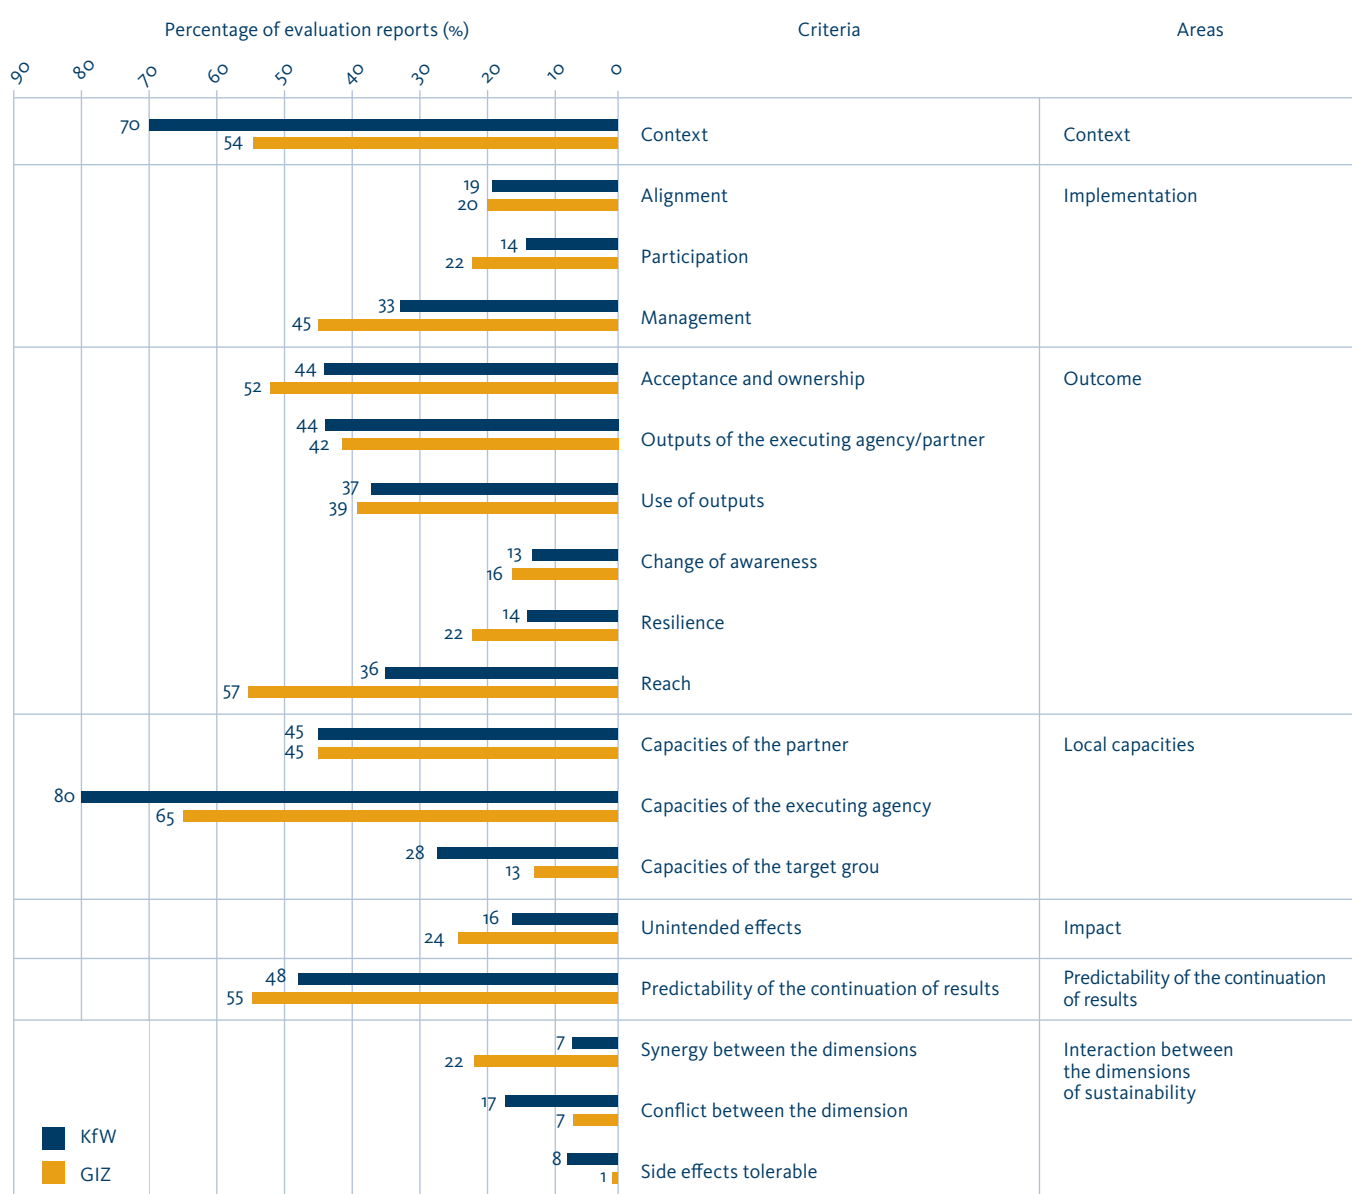 Percentage of evaluation reports (%) Criteria Areas
90 80 70 60 50 40 30 20 10 0
70
54
Context Context
19
20
Alignment Implementation
14
22
Participation
33
45
Management
44
52
Acceptance and ownership Outcome
44
42
Outputs of the executing agency/partner
37
39
Use of outputs
13
16
Change of awareness
14
22
Resilience
36
57
Reach
45
45
Capacities of the partner Local capacities
80
65
Capacities of the executing agency
28
13
Capacities of the target grou
16
24
Unintended effects Impact
48
55
Predictability of the continuation of results
Predictability of the continuation
of results
7
22
Synergy between the dimensions
Interaction between
the dimensions
of sustainability
17
7
Conflict between the dimension
8
1
Side effects tolerable
KfW
GIZ